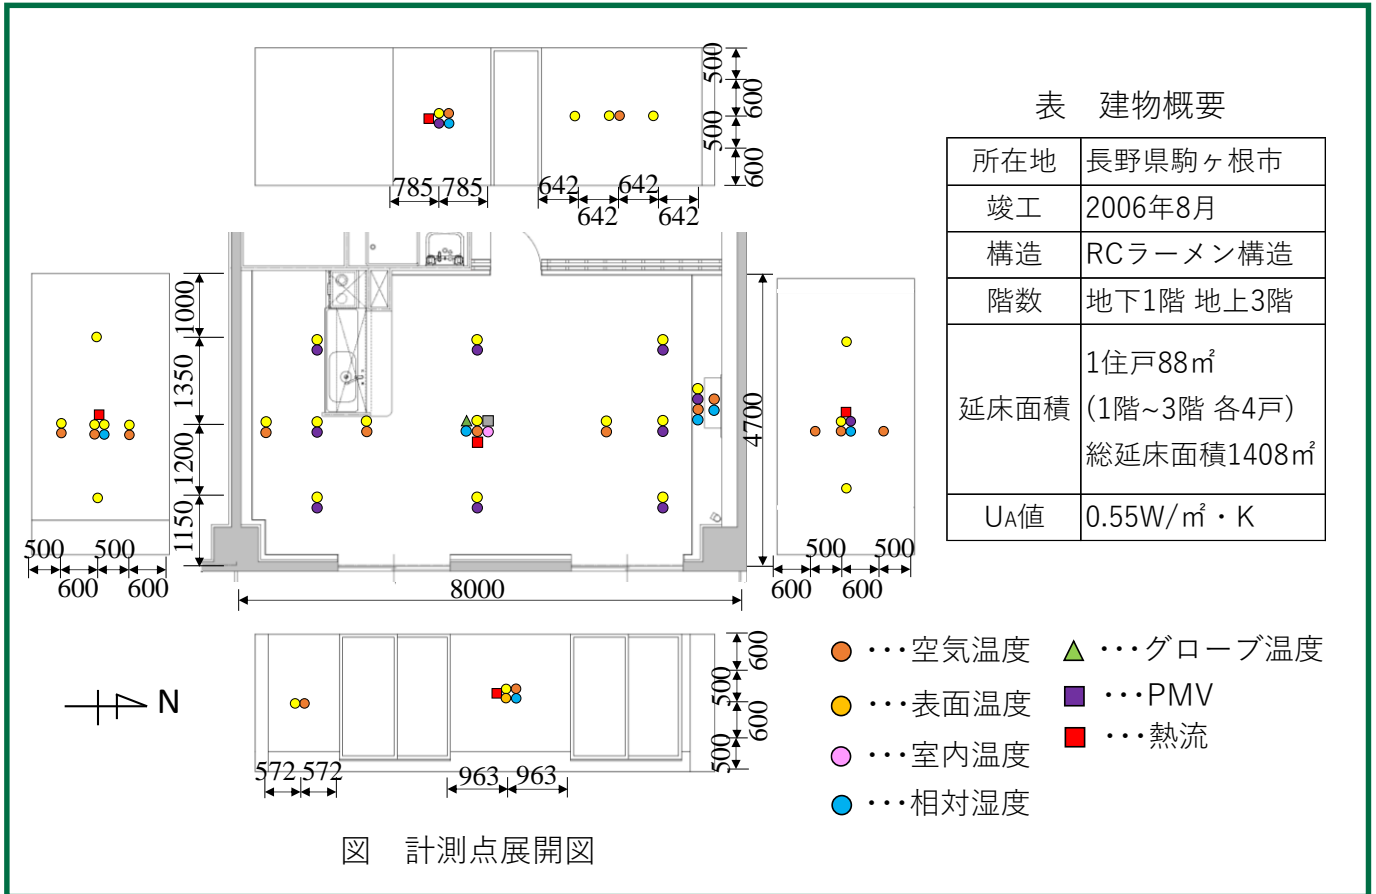 500
600
500
600
785
785
642
642
642
642
表 建物概要
所在地 長野県駒ヶ根市
竣工 2006年8月
構造 RCラーメン構造
階数 地下1階 地上3階
延床面積 1住戸88㎡
(1階~3階 各4戸)
総延床面積1408㎡
UA値 0.55W/㎡・K
1000
1350
1200
1150
500
500
600
600
4700
8000
500
500
600
600
600
500
600
500
572
572
963
963
N
・・・空気温度
・・・表面温度
・・・室内温度
・・・相対湿度
・・・グローブ温度
・・・PMV
・・・熱流
図 計測点展開図